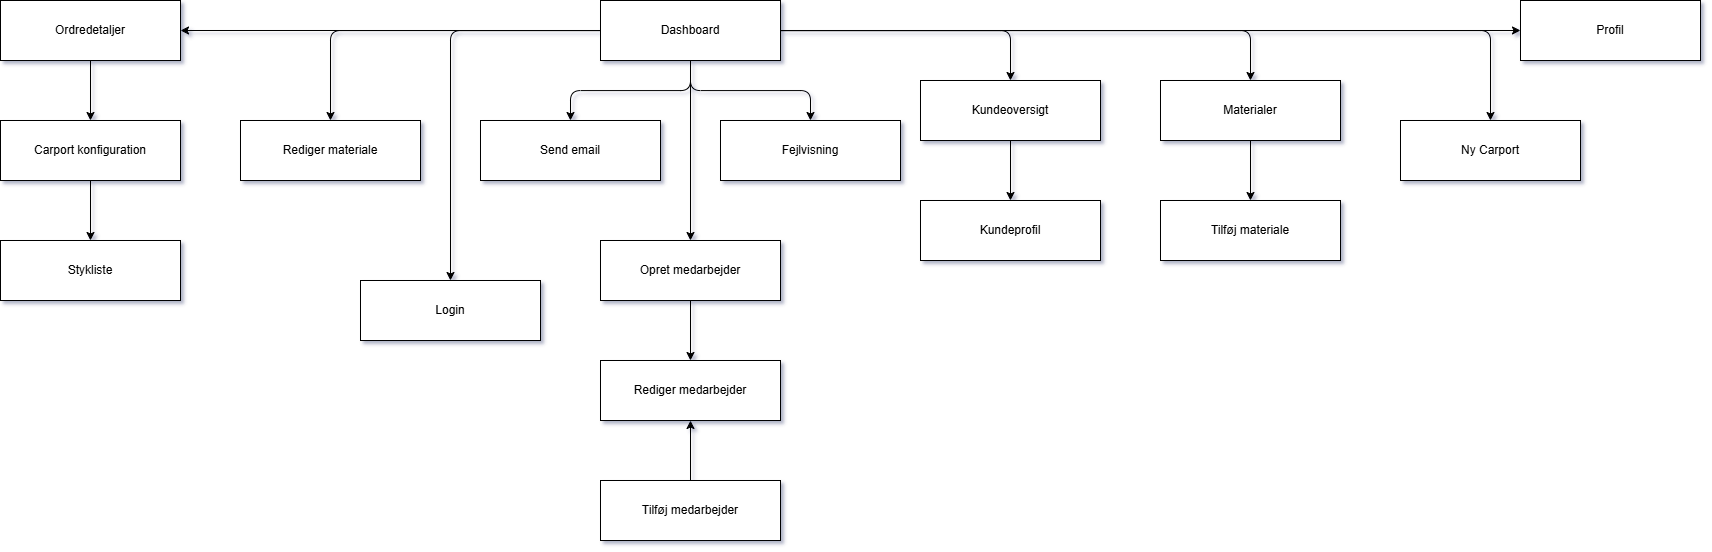 Ordredetaljer
Dashboard
Profil
Kundeoversigt
Materialer
Carport konfiguration
Rediger materiale
Send email
Fejlvisning
Ny Carport
Kundeprofil
Tilføj materiale
Stykliste
Opret medarbejder
Login
Rediger medarbejder
Tilføj medarbejder